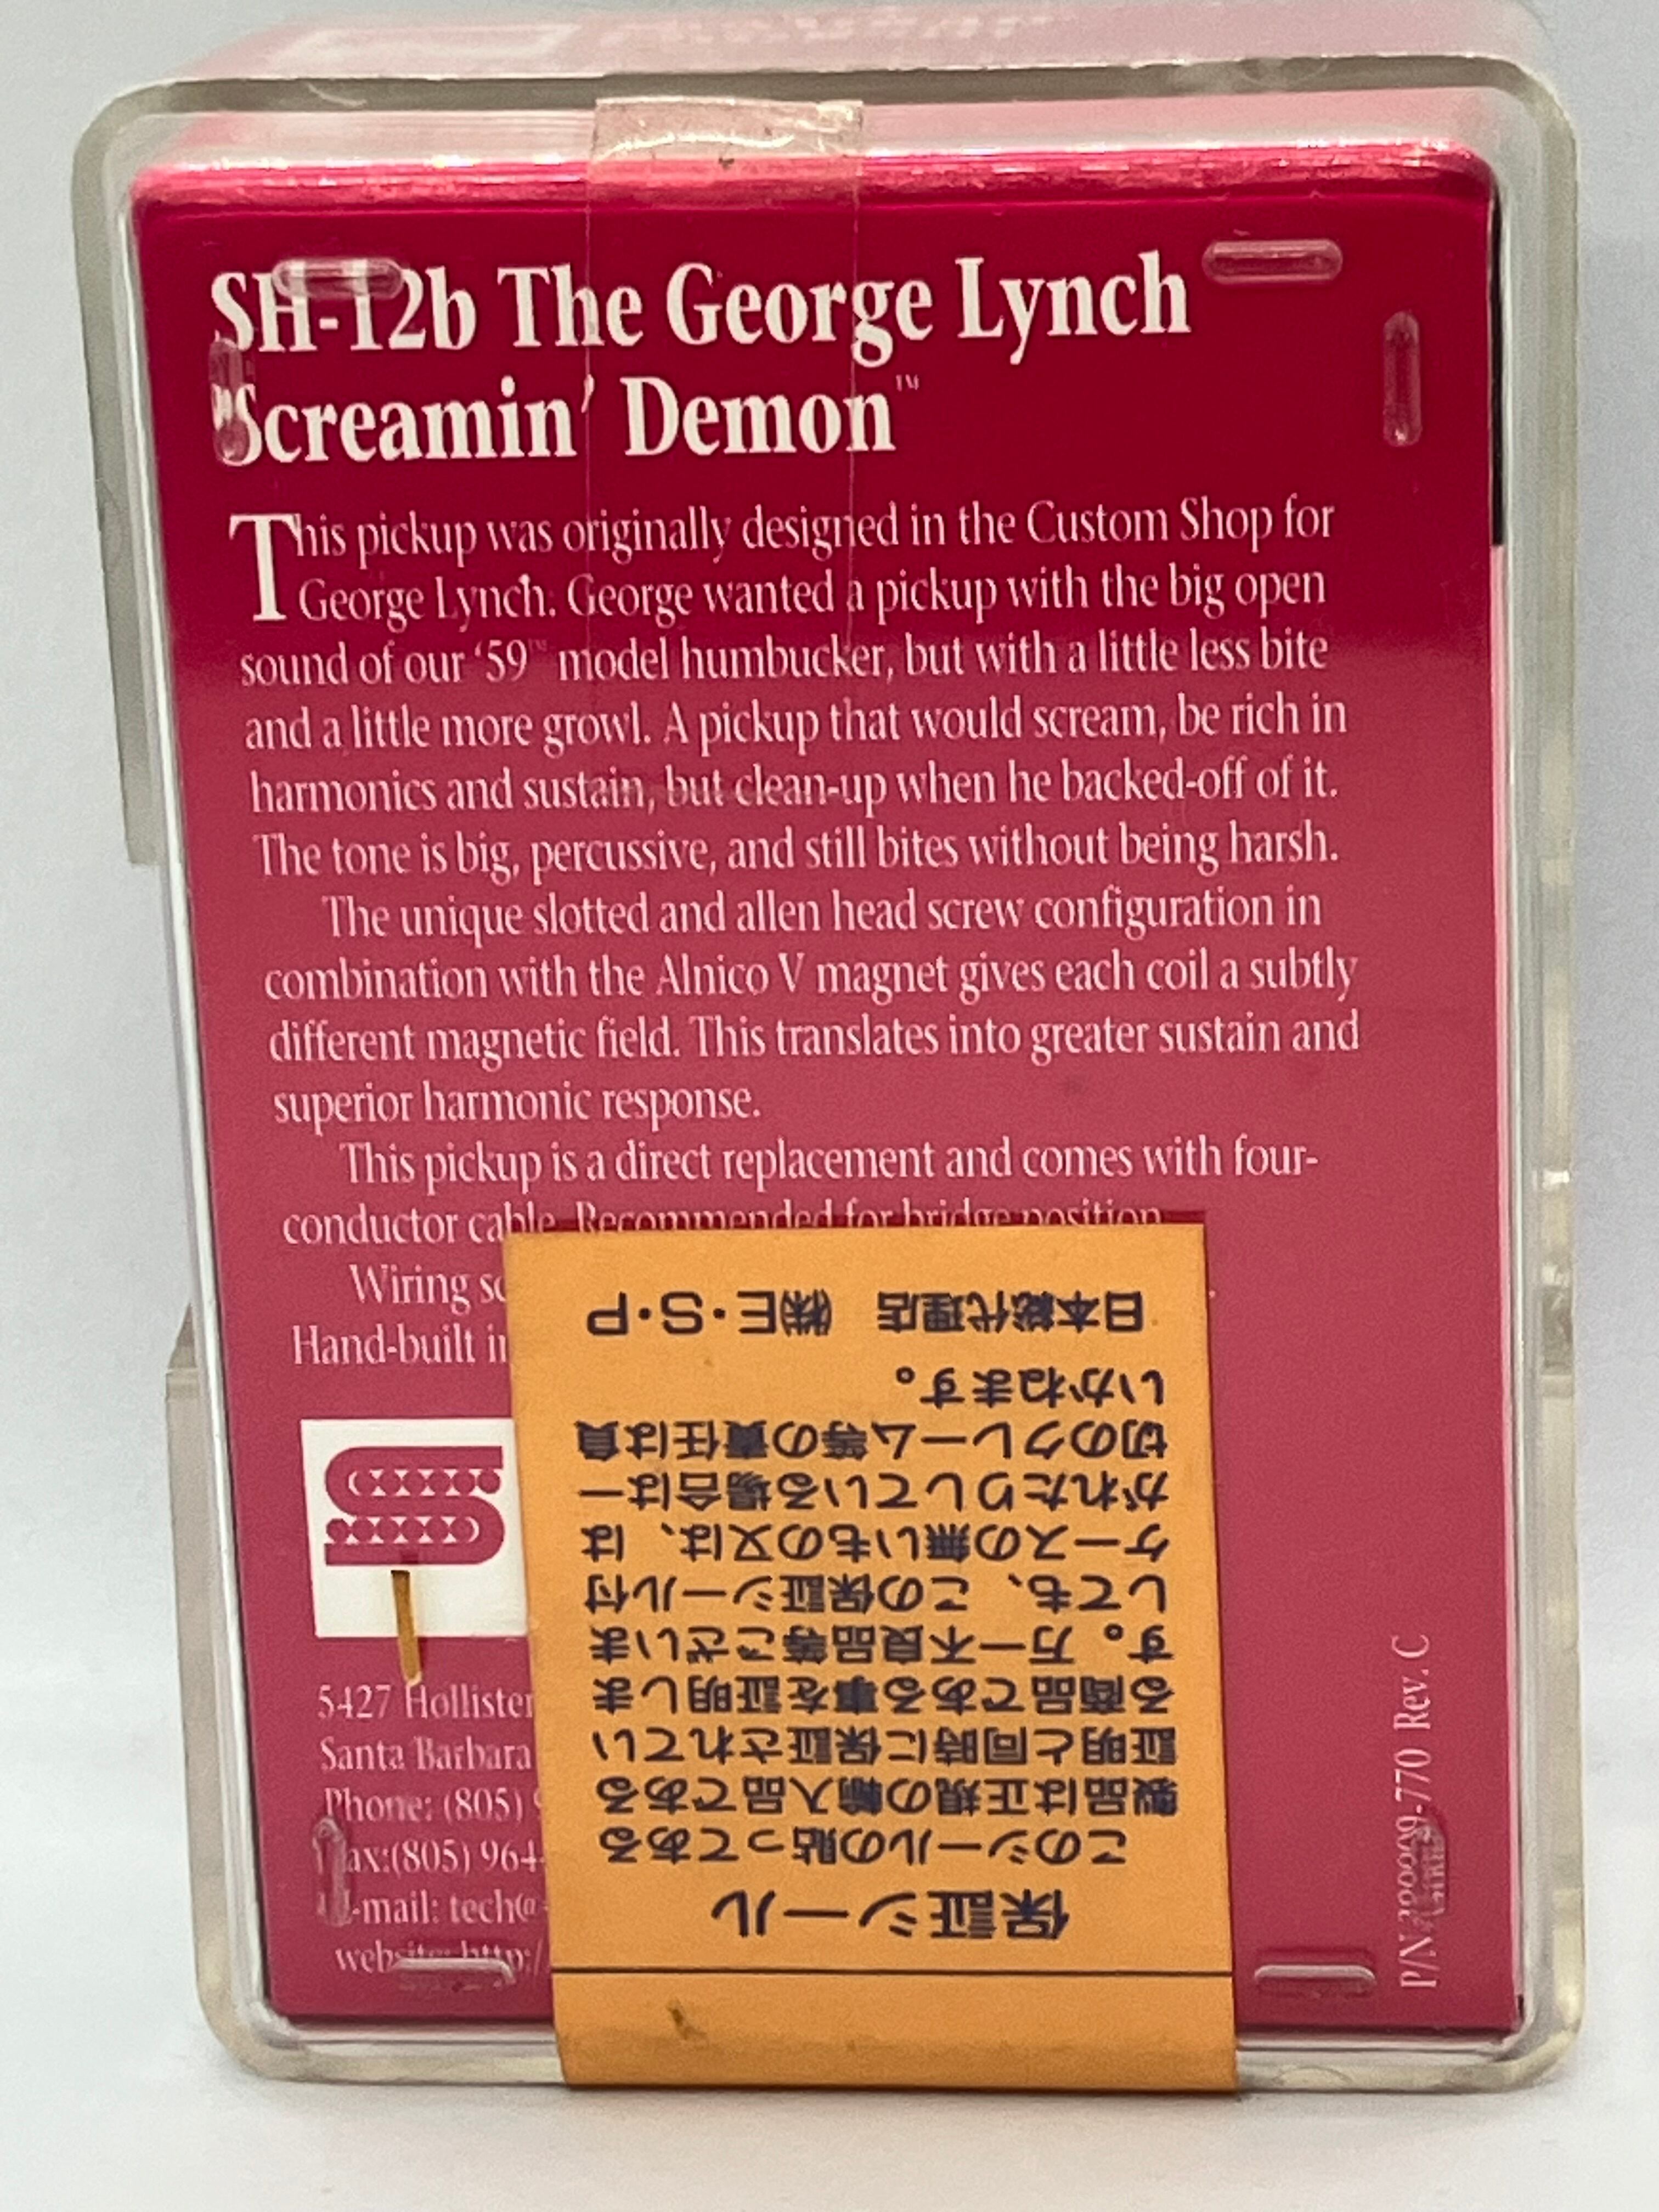 SH-12b The George Lynch
"Screamin' Demon™
This pickup was originally designed in the Custom Shop for
George Lynch. George wanted a pickup with the big open
sound of our '59™ model humbucker, but with a little less bite
and a little more growl. A pickup that would scream, be rich in
harmonics and sustain, but clean-up when he backed-off of it.
The tone is big, percussive, and still bites without being harsh.
The unique slotted and allen head screw configuration in
combination with the Alnico V magnet gives each coil a subtly
different magnetic field. This translates into greater sustain and
superior harmonic response.
This pickup is a direct replacement and comes with four-
conductor cable. Recommended for bridge position.
Wiring
Hand-built
5427 Hollister
Santa Barbara
Phone: (805)
Fax:(805) 964-
E-mail: tech@
website: http:/
P/N 390909-770 Rev. C
保証シール
このシールの貼ってある
製品は正規の輸入品である
証明と同時に保証されてい
る商品である事を証明しま
す。万一不良品等ございま
しても、この保証シール付
ケースの無いもの又は、は
がれたりしている場合は一
切のクレーム等の責任は負
いかねます。
日本総代理店 ㈱E・S・P